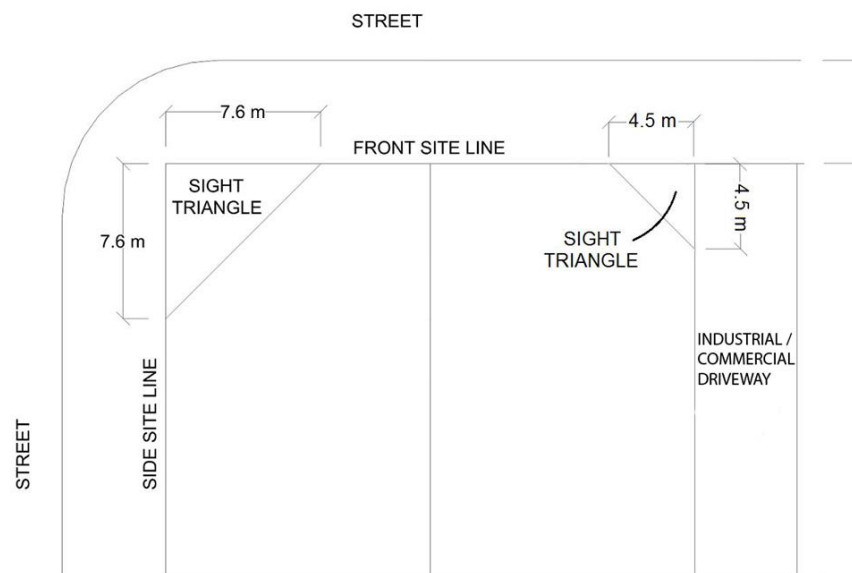 STREET
7.6 m
4.5 m
FRONT SITE LINE
SIGHT
TRIANGLE
4.5 m
7.6 m
SIGHT
TRIANGLE
INDUSTRIAL /
COMMERCIAL
DRIVEWAY
SIDE SITE LINE
STREET